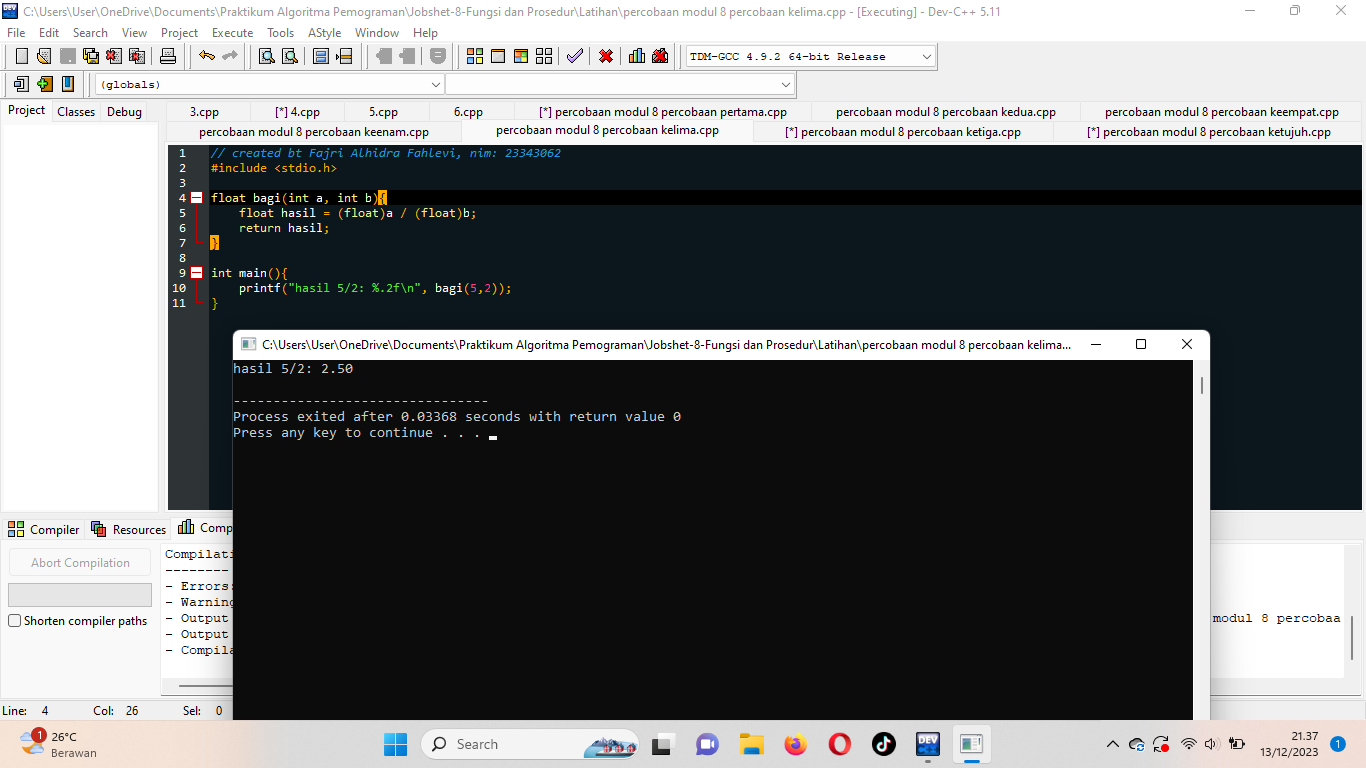 C:\Users\User\OneDrive\Documents\Praktikum Algoritma Pemograman\Jobshet-8-Fungsi dan Prosedur\Latihan\percobaan modul 8 percobaan kelima.cpp - [Executing] - Dev-C++ 5.11
File Edit Search View Project Execute Tools AStyle Window Help
TDM-GCC 4.9.2 64-bit Release
(globals)
Project Classes Debug
3.cpp [*] 4.cpp 5.cpp 6.cpp [*] percobaan modul 8 percobaan pertama.cpp percobaan modul 8 percobaan kedua.cpp percobaan modul 8 percobaan keempat.cpp
percobaan modul 8 percobaan keenam.cpp percobaan modul 8 percobaan kelima.cpp [*] percobaan modul 8 percobaan ketiga.cpp [*] percobaan modul 8 percobaan ketujuh.cpp
1 // created bt Fajri Alhidra Fahlevi, nim: 23343062
2 #include <stdio.h>
3
4 float bagi(int a, int b){
5 float hasil = (float)a / (float)b;
6 return hasil;
7 }
8
9 int main(){
10 printf("hasil 5/2: %.2f\n", bagi(5,2));
11 }
C:\Users\User\OneDrive\Documents\Praktikum Algoritma Pemograman\Jobshet-8-Fungsi dan Prosedur\Latihan\percobaan modul 8 percobaan kelima...
hasil 5/2: 2.50
--------------------------------
Process exited after 0.03368 seconds with return value 0
Press any key to continue . . .
Compiler Resources Comp
Abort Compilation
Shorten compiler paths
Compilati
--------
- Errors:
- Warning
- Output
- Output
- Compila
modul 8 percobaa
Line: 4 Col: 26 Sel: 0
1
26°C
Berawan
Search
DEV
21.37
13/12/2023
1